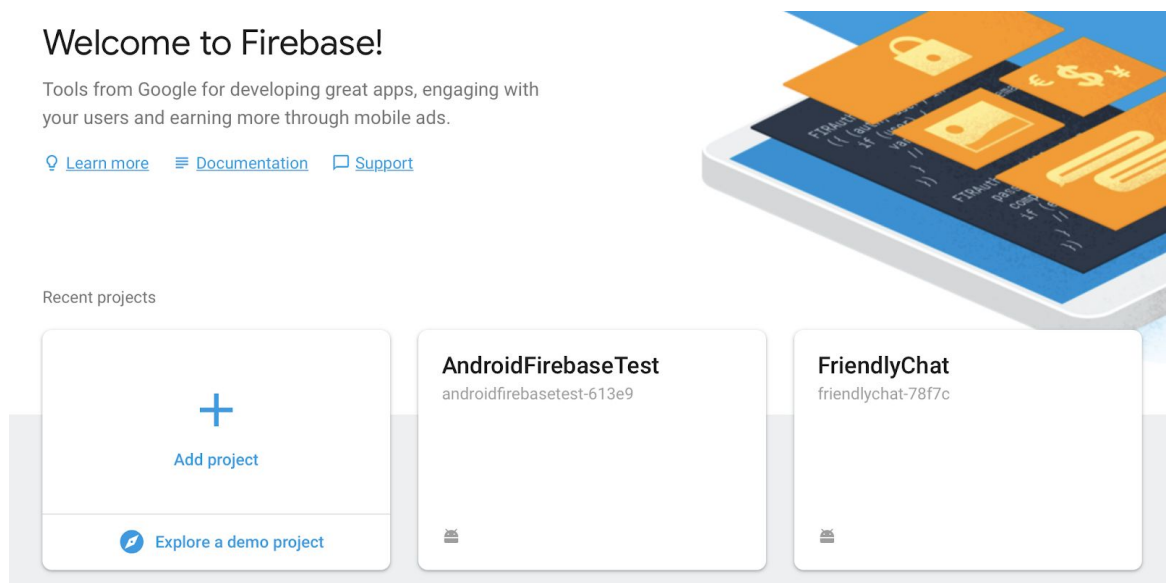 Welcome to Firebase!
Tools from Google for developing great apps, engaging with
your users and earning more through mobile ads.
Learn more Documentation Support
Recent projects
Add project
Explore a demo project
AndroidFirebaseTest
androidfirebasetest-613e9
FriendlyChat
friendlychat-78f7c